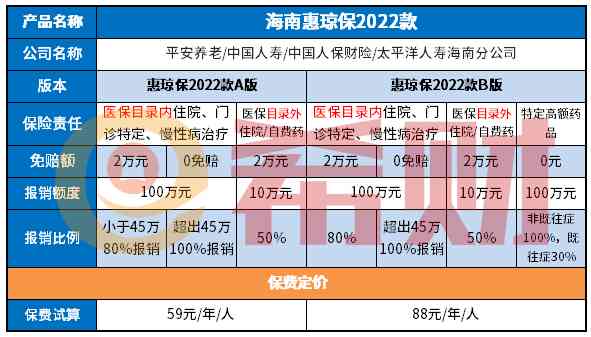 产品名称 海南惠琼保2022款
公司名称 平安养老/中国人寿/中国人保财险/太平洋人寿海南分公司
版本 惠琼保2022款A版 惠琼保2022款B版
保险责任 医保目录内住院、门诊特定、慢性病治疗 医保目录外住院/自费药 医保目录内住院、门诊特定、慢性病治疗 医保目录外住院/自费药 特定高额药品
免赔额 2万元 0免赔 2万元 2万元 0免赔 2万元 0元
报销额度 100万元 10万元 100万元 10万元 100万元
报销比例 小于45万80%报销 超出45万100%报销 50% 80% 超出45万100%报销 50% 非既往症100%，既往症30%
保费定价
保费试算 59元/年/人 88元/年/人
希财